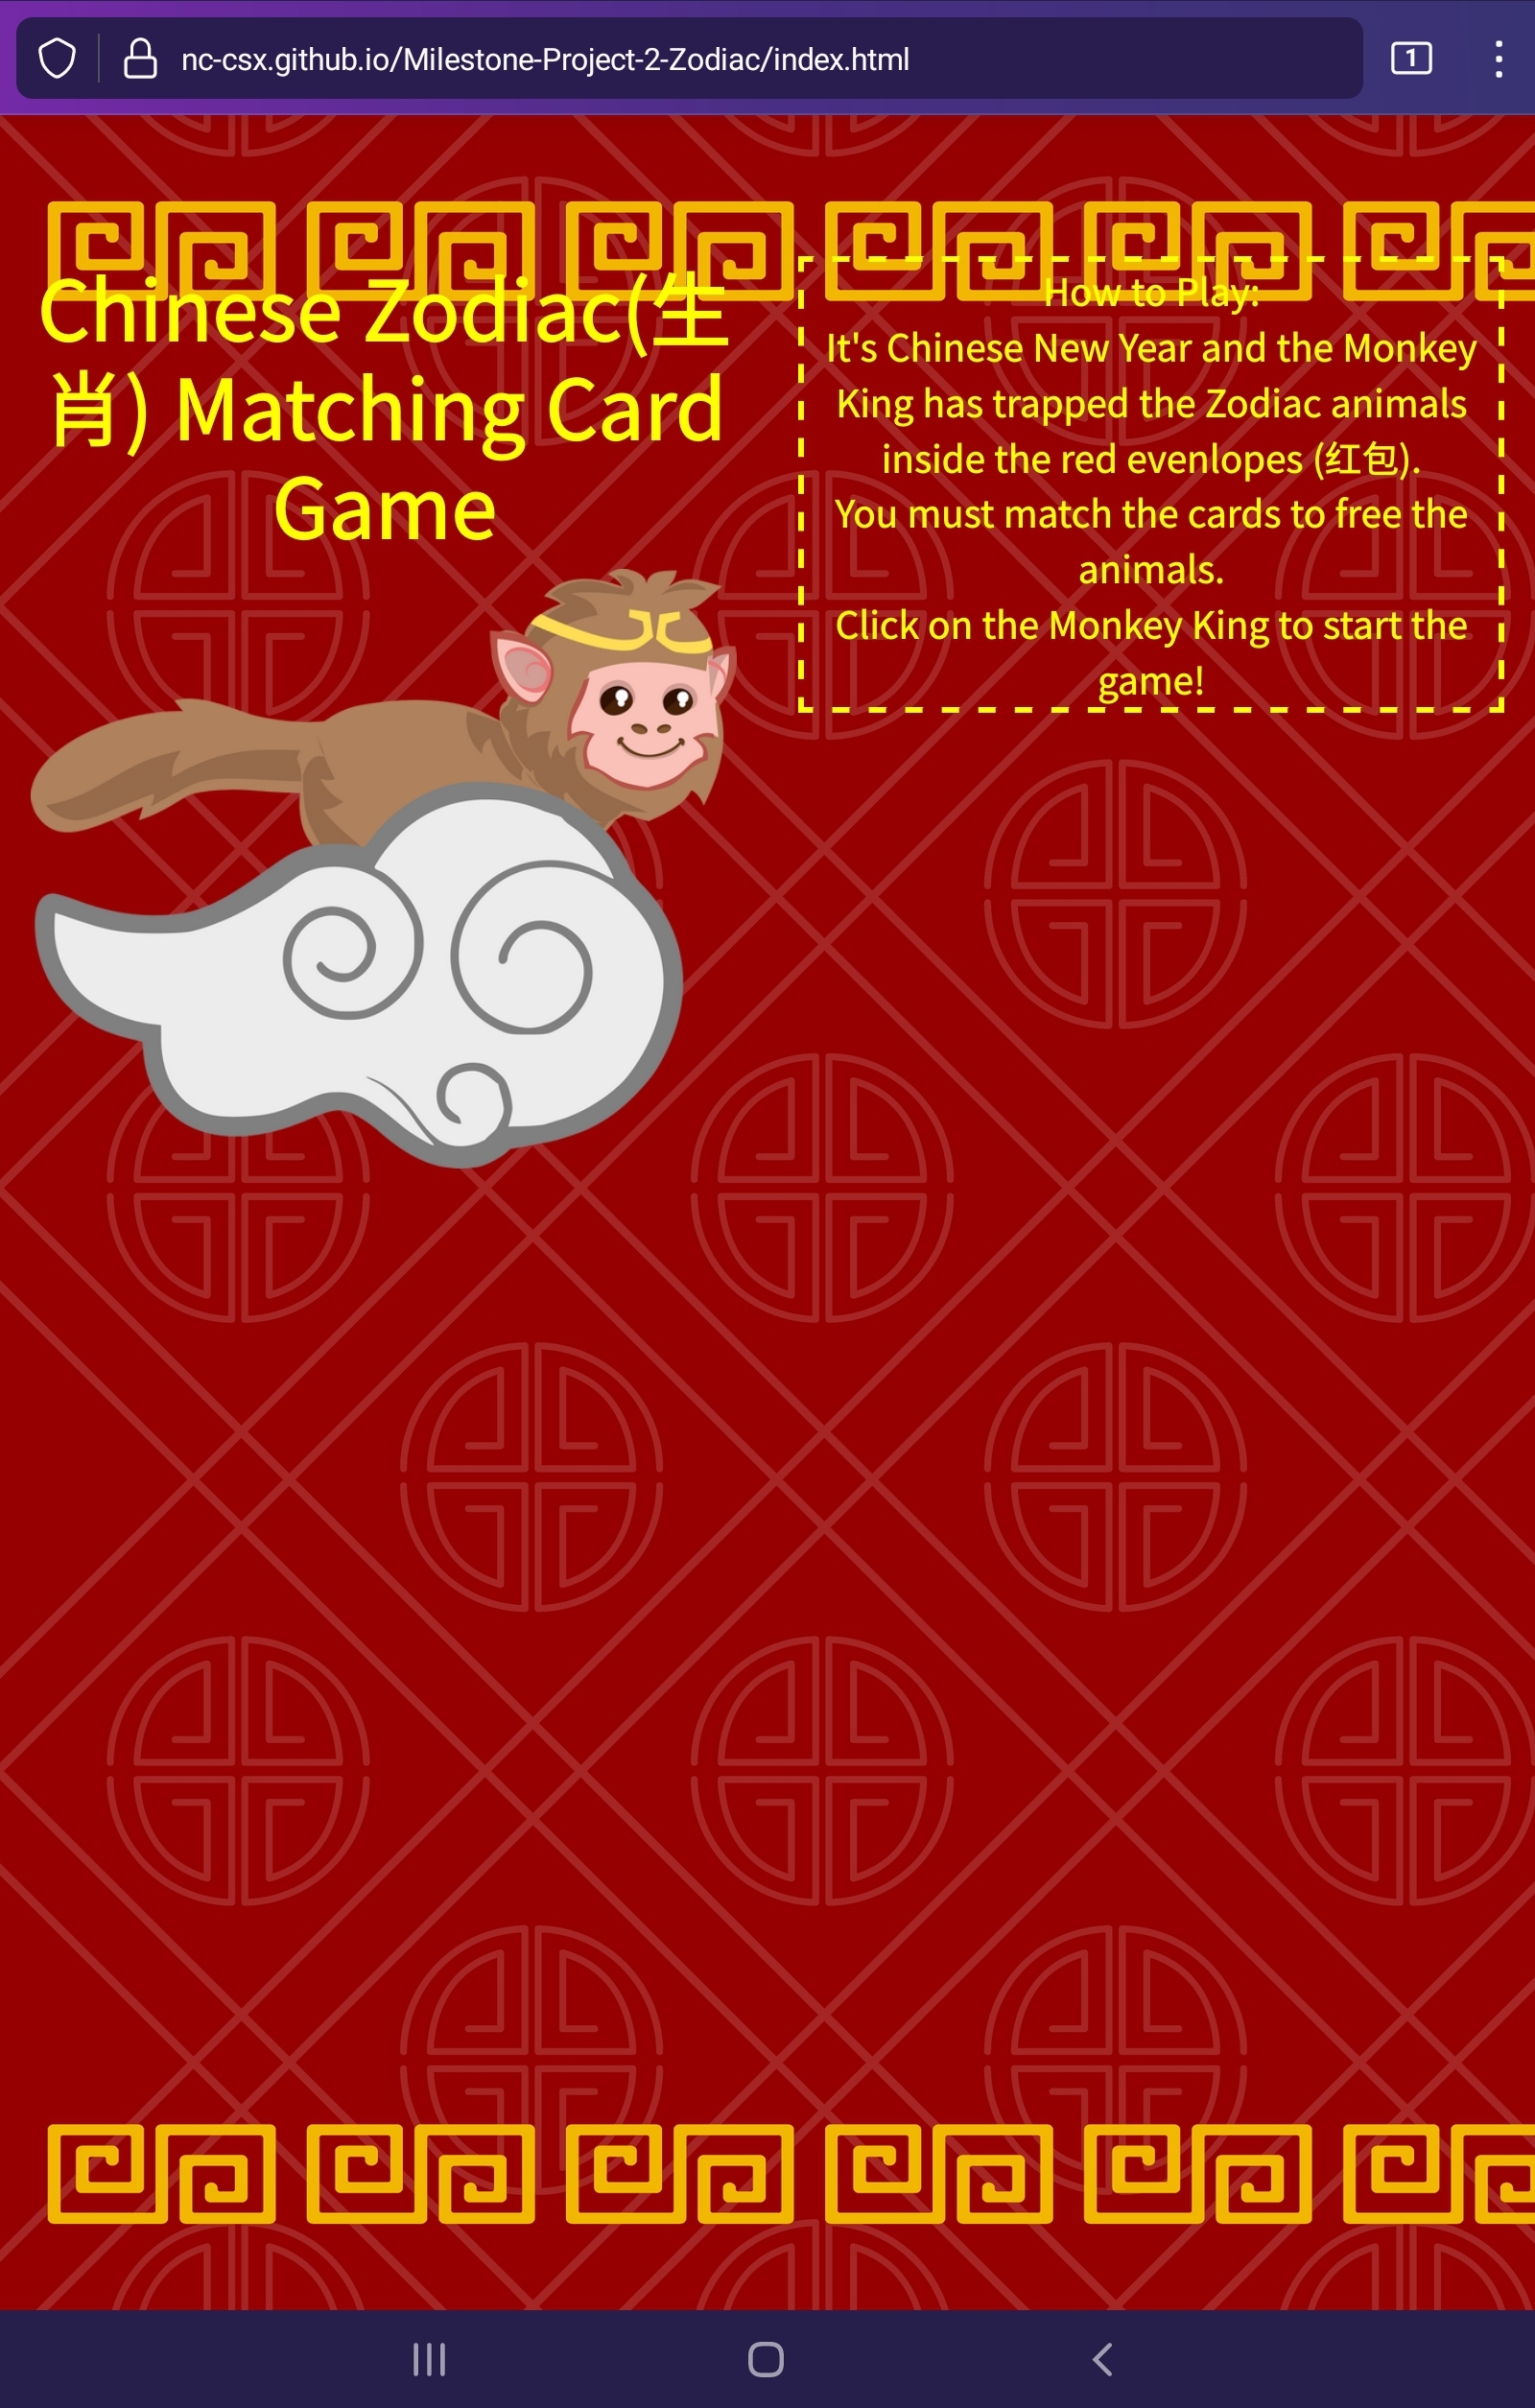 nc-csx.github.io/Milestone-Project-2-Zodiac/index.html
1
Chinese Zodiac(生
肖) Matching Card
Game
How to Play:
It's Chinese New Year and the Monkey
King has trapped the Zodiac animals
inside the red evenlopes (红包).
You must match the cards to free the
animals.
Click on the Monkey King to start the
game!